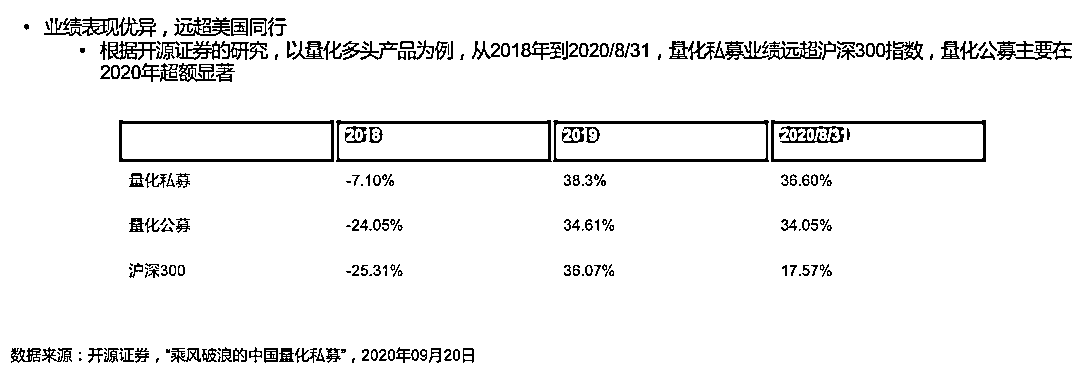 • 业绩表现优异，远超美国同行
• 根据开源证券的研究，以量化多头产品为例，从2018年到2020/8/31，量化私募业绩远超沪深300指数，量化公募主要在
2020年超额显著
2018 2019 2020/8/31
量化私募 -7.10% 38.3% 36.60%
量化公募 -24.05% 34.61% 34.05%
沪深300 -25.31% 36.07% 17.57%
数据来源：开源证券，“乘风破浪的中国量化私募”，2020年09月20日